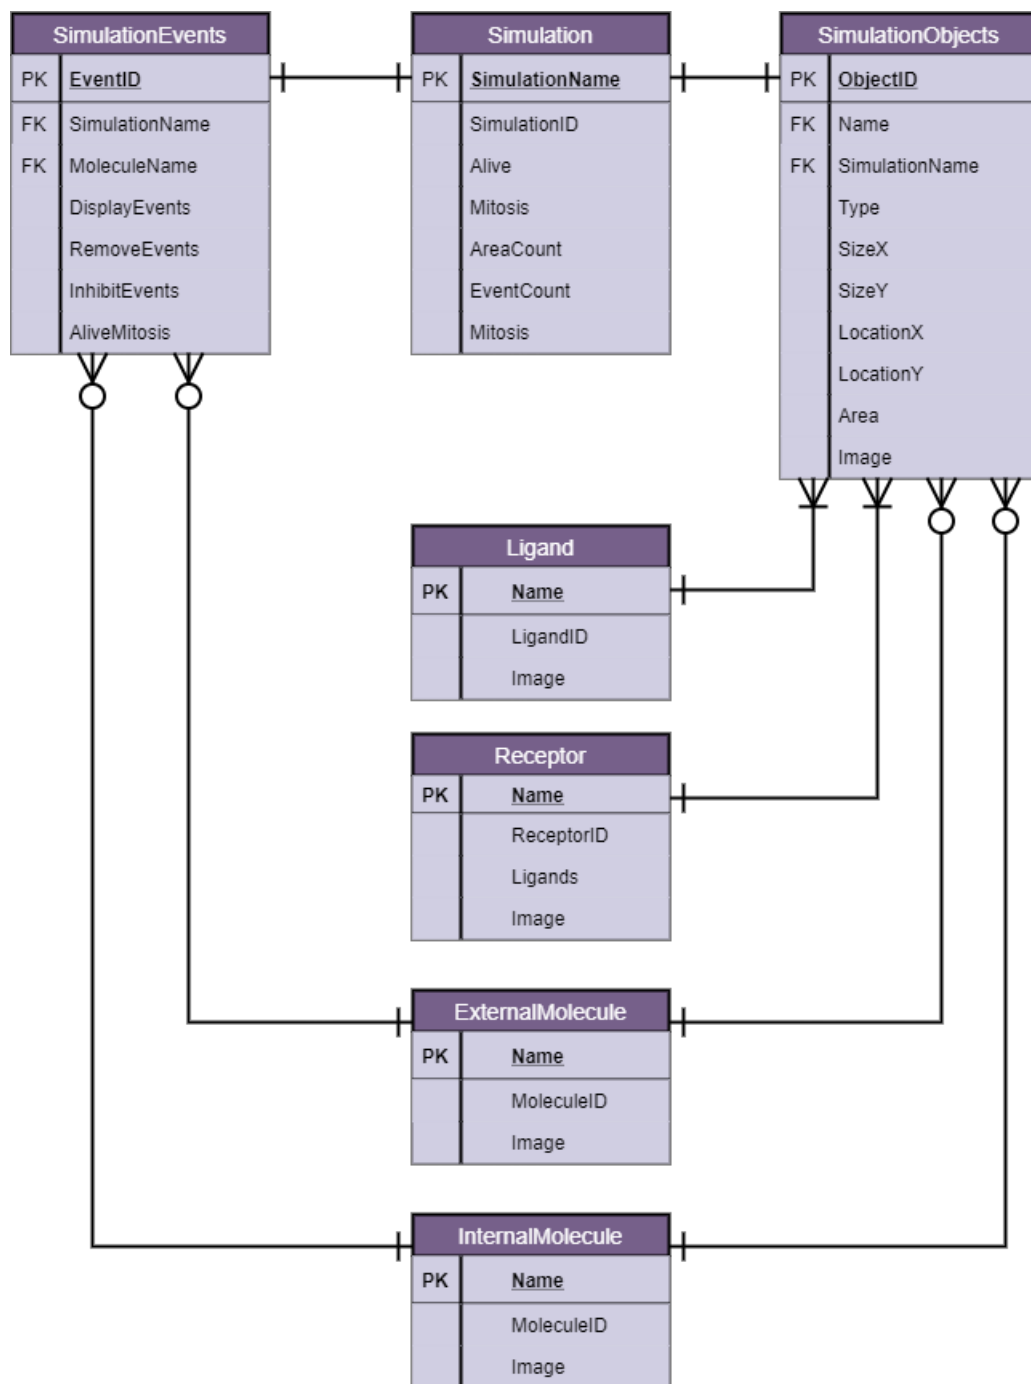 SimulationEvents
PK EventID
FK SimulationName
FK MoleculeName
DisplayEvents
RemoveEvents
InhibitEvents
AliveMitosis
Simulation
PK SimulationName
SimulationID
Alive
Mitosis
AreaCount
EventCount
Mitosis
SimulationObjects
PK ObjectID
FK Name
FK SimulationName
Type
SizeX
SizeY
LocationX
LocationY
Area
Image
Ligand
PK Name
LigandID
Image
Receptor
PK Name
ReceptorID
Ligands
Image
ExternalMolecule
PK Name
MoleculeID
Image
InternalMolecule
PK Name
MoleculeID
Image